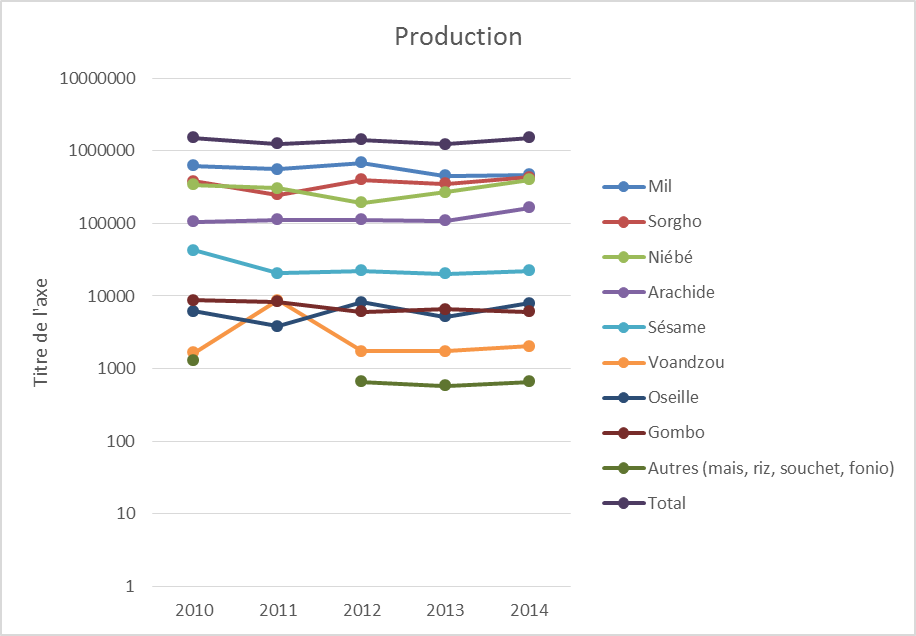 Production
10000000
1000000
100000
10000
1000
100
10
1
Titre de l'axe
2010
2011
2012
2013
2014
Mil
Sorgho
Niébé
Arachide
Sésame
Voandzou
Oseille
Gombo
Autres (mais, riz, souchet, fonio)
Total